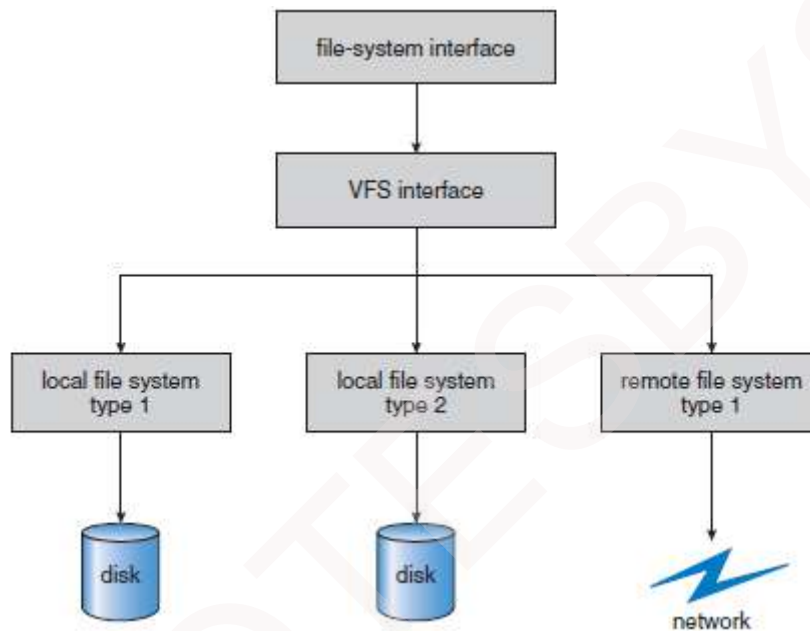 file-system interface
VFS interface
local file system
type 1
local file system
type 2
remote file system
type 1
disk
disk
network